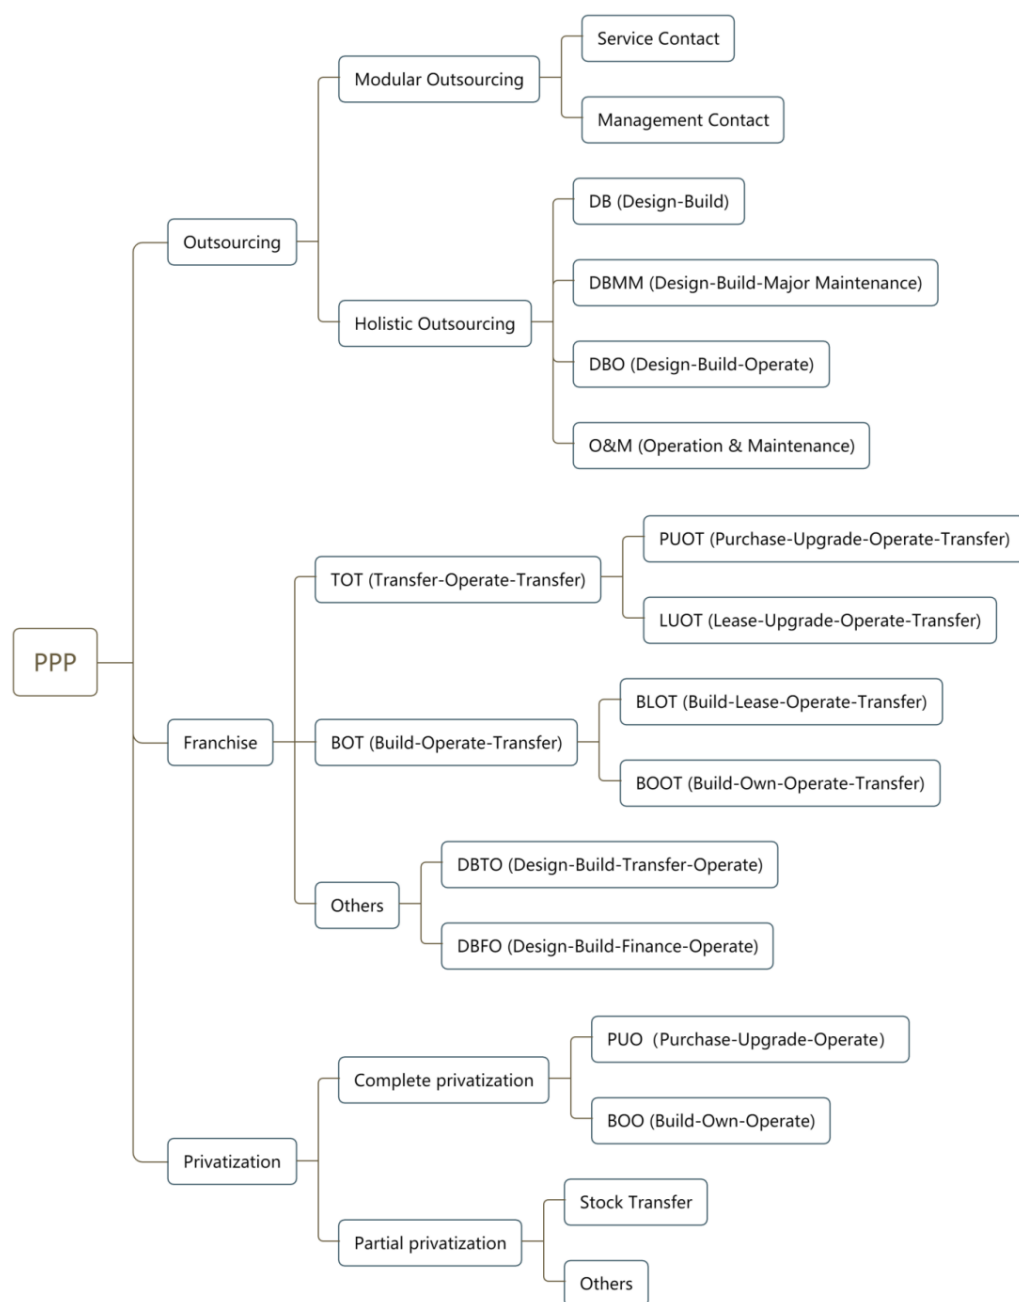 PPP
Outsourcing
Modular Outsourcing
Service Contact
Management Contact
Holistic Outsourcing
DB (Design-Build)
DBMM (Design-Build-Major Maintenance)
DBO (Design-Build-Operate)
O&M (Operation & Maintenance)
Franchise
TOT (Transfer-Operate-Transfer)
PUOT (Purchase-Upgrade-Operate-Transfer)
LUOT (Lease-Upgrade-Operate-Transfer)
BOT (Build-Operate-Transfer)
BLOT (Build-Lease-Operate-Transfer)
BOOT (Build-Own-Operate-Transfer)
Others
DBTO (Design-Build-Transfer-Operate)
DBFO (Design-Build-Finance-Operate)
Privatization
Complete privatization
PUO（Purchase-Upgrade-Operate）
BOO (Build-Own-Operate)
Partial privatization
Stock Transfer
Others